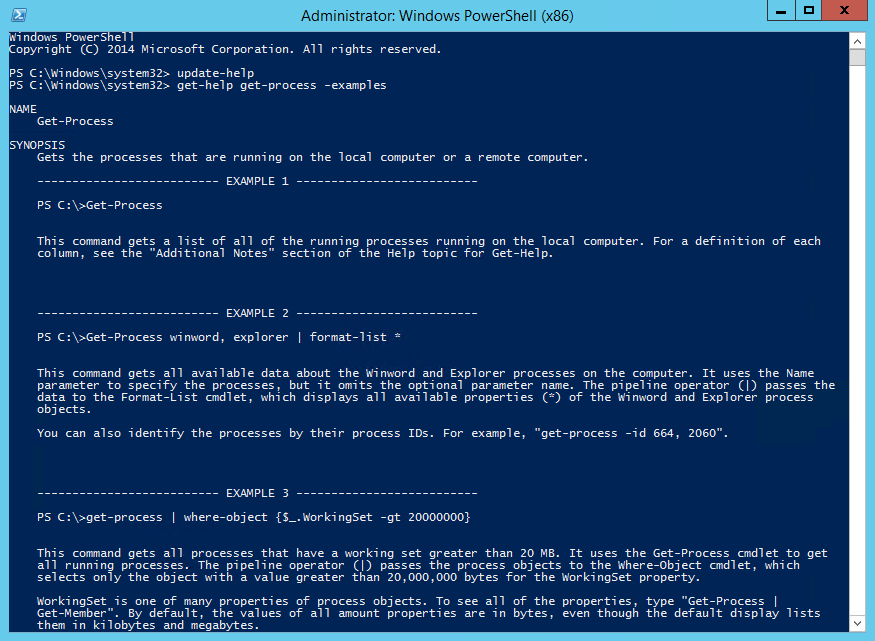 Administrator: Windows PowerShell (x86)
Windows PowerShell
Copyright (C) 2014 Microsoft Corporation. All rights reserved.
PS C:\Windows\system32> update-help
PS C:\Windows\system32> get-help get-process -examples
NAME
Get-Process
SYNOPSIS
Gets the processes that are running on the local computer or a remote computer.
-------------------------- EXAMPLE 1 --------------------------
PS C:\>Get-Process
This command gets a list of all of the running processes running on the local computer. For a definition of each
column, see the "Additional Notes" section of the Help topic for Get-Help.
-------------------------- EXAMPLE 2 --------------------------
PS C:\>Get-Process winword, explorer | format-list *
This command gets all available data about the Winword and Explorer processes on the computer. It uses the Name
parameter to specify the processes, but it omits the optional parameter name. The pipeline operator (|) passes the
data to the Format-List cmdlet, which displays all available properties (*) of the Winword and Explorer process
objects.
You can also identify the processes by their process IDs. For example, "get-process -id 664, 2060".
-------------------------- EXAMPLE 3 --------------------------
PS C:\>get-process | where-object {$_.WorkingSet -gt 20000000}
This command gets all processes that have a working set greater than 20 MB. It uses the Get-Process cmdlet to get
all running processes. The pipeline operator (|) passes the process objects to the Where-Object cmdlet, which
selects only the object with a value greater than 20,000,000 bytes for the WorkingSet property.
WorkingSet is one of many properties of process objects. To see all of the properties, type "Get-Process |
Get-Member". By default, the values of all amount properties are in bytes, even though the default display lists
them in kilobytes and megabytes.